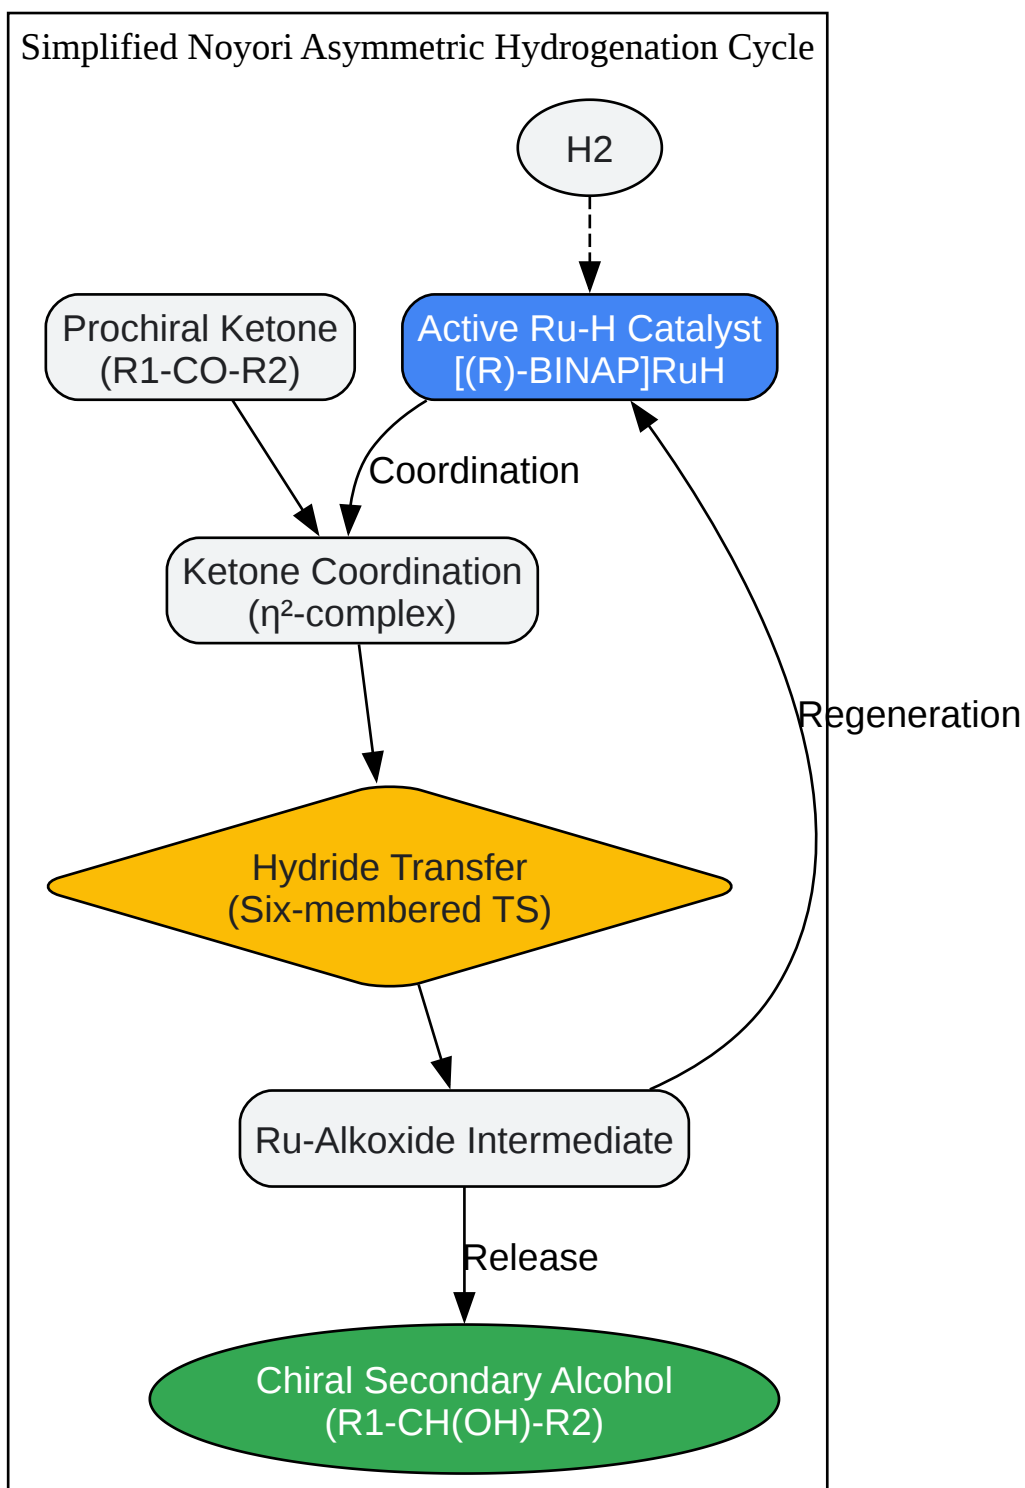 Simplified Noyori Asymmetric Hydrogenation Cycle
H2
Prochiral Ketone
(R1-CO-R2)
Active Ru-H Catalyst
[(R)-BINAP]RuH
Coordination
Ketone Coordination
(η²-complex)
Regeneration
Hydride Transfer
(Six-membered TS)
Ru-Alkoxide Intermediate
Release
Chiral Secondary Alcohol
(R1-CH(OH)-R2)